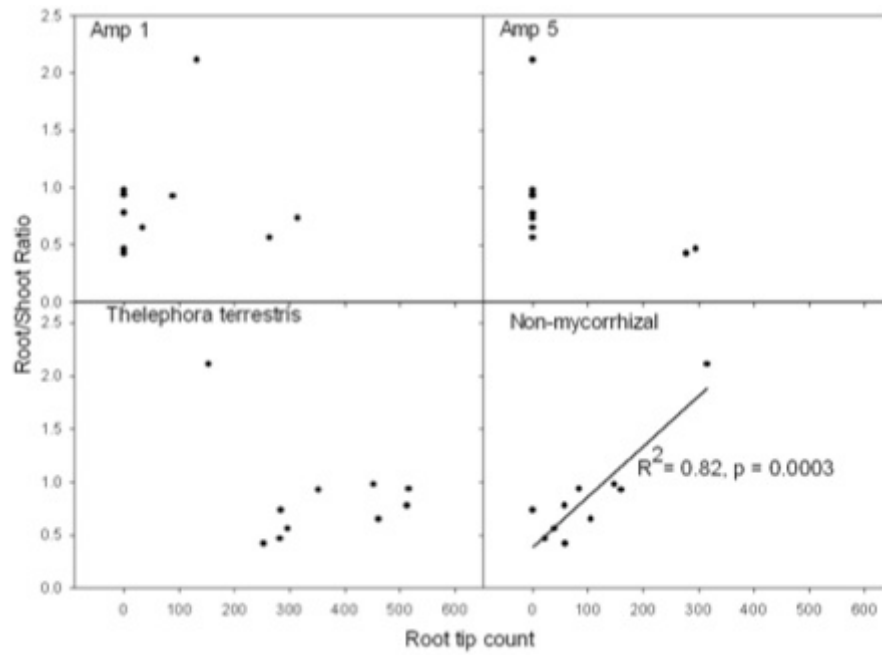 Amp 1
Amp 5
2.5
2.0
1.5
1.0
0.5
0.0
Root/Shoot Ratio
Thelephora terrestris
Non-mycorrhizal
2.5
2.0
1.5
1.0
0.5
0.0
R2= 0.82, p = 0.0003
0 100 200 300 400 500 600
0 100 200 300 400 500 600
Root tip count